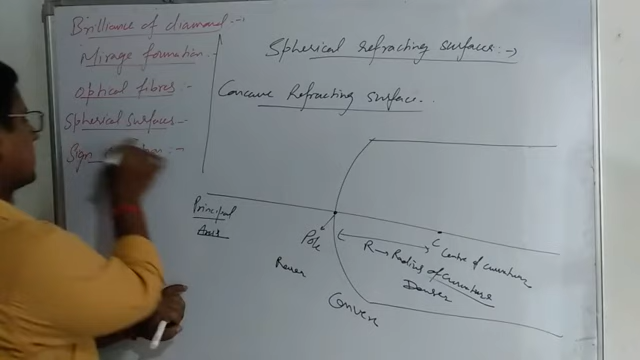 Brilliance of diamond :-
Mirage formation :-
Optical fibres :-
Spherical surfaces :-
Sign
Spherical refracting surfaces :→
Concave Refracting surface.
Principal
Axis
Pole
C Centre of curvature
R → Radius of curvature
Rarer
Denser
Convex